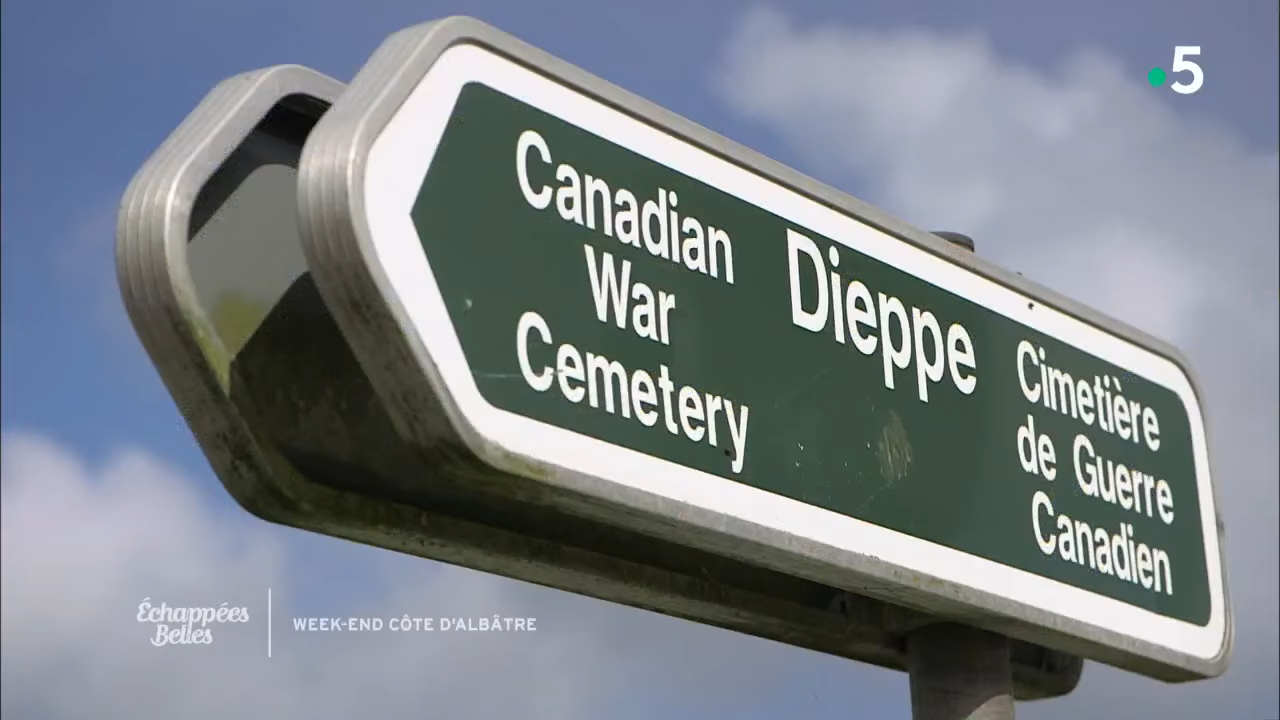 5
Canadian
War
Cemetery
Dieppe
Cimetière
de Guerre
Canadien
Échappées
Belles
WEEK-END CÔTE D'ALBÂTRE